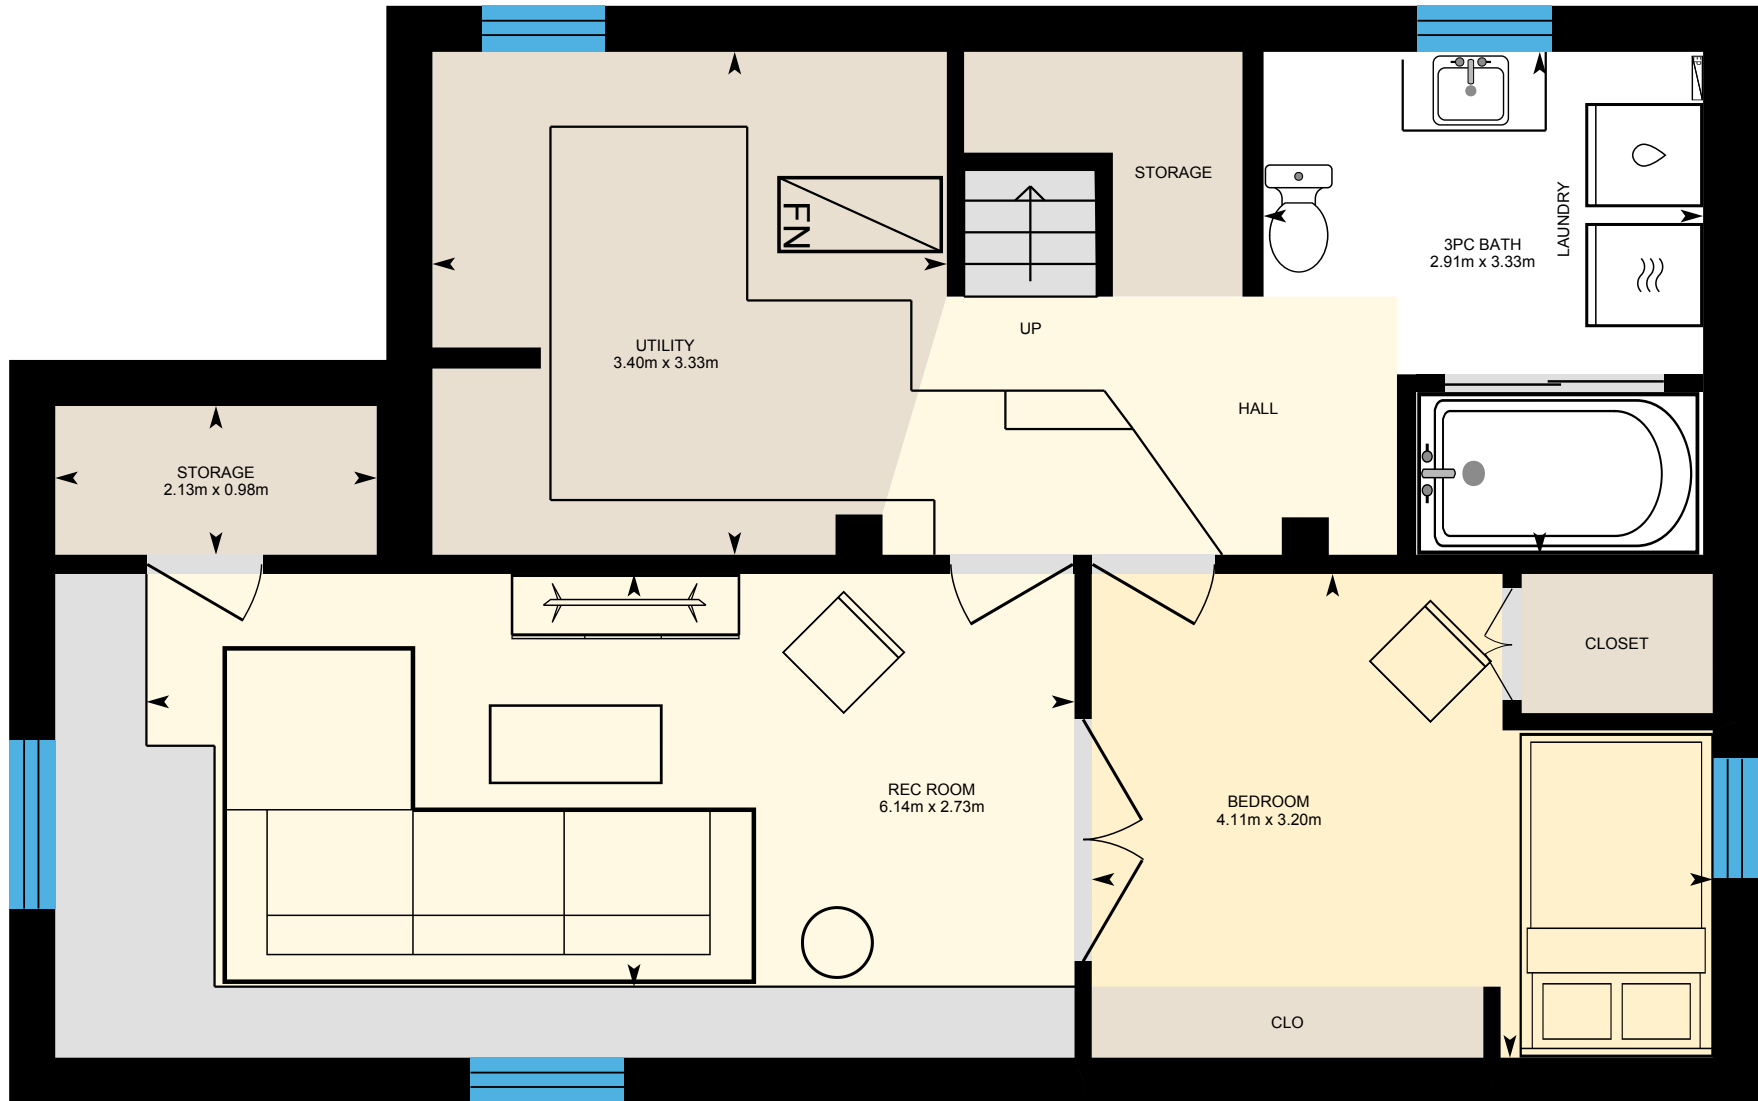 STORAGE
3PC BATH
2.91m x 3.33m
LAUNDRY
FN
UP
UTILITY
3.40m x 3.33m
HALL
STORAGE
2.13m x 0.98m
CLOSET
REC ROOM
6.14m x 2.73m
BEDROOM
4.11m x 3.20m
CLO